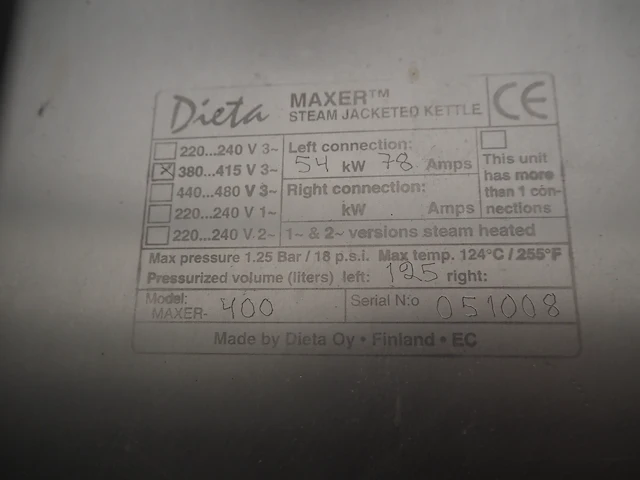 Dieta MAXER™
STEAM JACKETED KETTLE CE
220...240 V 3~ Left connection:
380...415 V 3~ 54 kW 78 Amps This unit
440...480 V 3~ Right connection: has more
220...240 V 1~ kW Amps than 1 con-
nections
220...240 V 2~ 1~ & 2~ versions steam heated
Max pressure 1.25 Bar / 18 p.s.i. Max temp. 124°C / 255°F
Pressurized volume (liters) left: 125 right:
Model: Serial N:o 051008
MAXER- 400
Made by Dieta Oy • Finland • EC